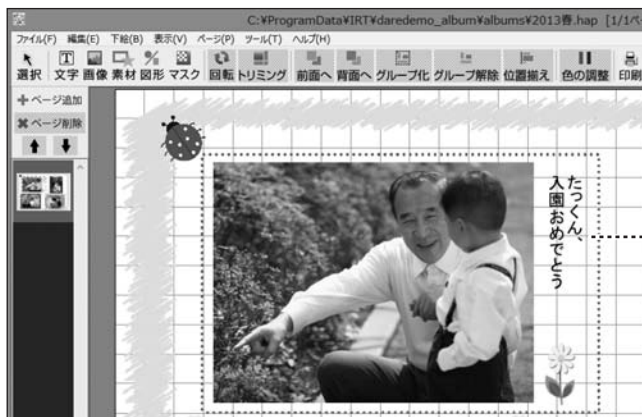 C:¥ProgramData¥IRT¥daredemo_album¥albums¥2013春.hap [1/1ペ
ファイル(F) 編集(E) 下絵(B) 表示(V) ページ(P) ツール(T) ヘルプ(H)
選択 文字 画像 素材 図形 マスク 回転 トリミング 前面へ 背面へ グループ化 グループ解除 位置揃え 色の調整 印刷
ページ追加
ページ削除
たっくん、
入園おめでとう